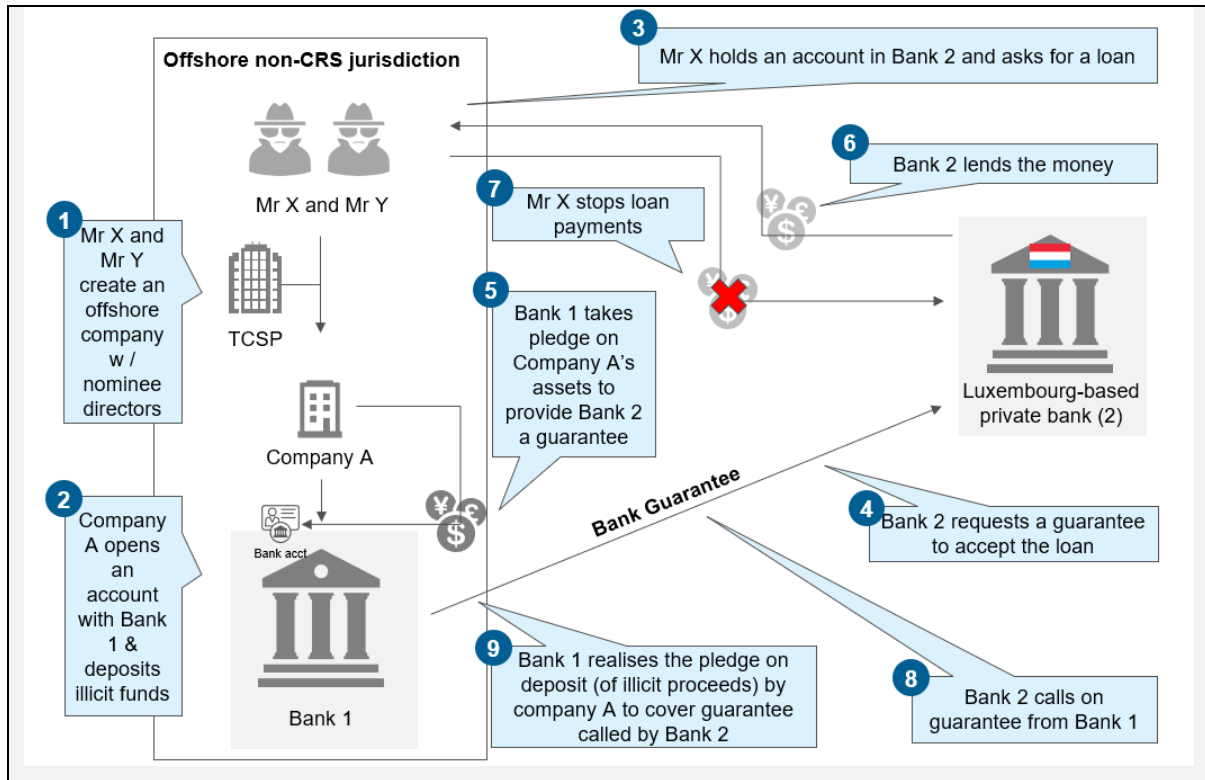 Offshore non-CRS jurisdiction
Mr X and Mr Y
TCSP
Company A
Bank acct
Bank 1
1
Mr X and
Mr Y
create an
offshore
company
w /
nominee
directors
2
Company
A opens
an
account
with Bank
1 &
deposits
illicit funds
3
Mr X holds an account in Bank 2 and asks for a loan
6
Bank 2 lends the money
7
Mr X stops loan
payments
5
Bank 1 takes
pledge on
Company A's
assets to
provide Bank 2
a guarantee
¥ £
$
¥ £
$
¥ £
$
Luxembourg-based
private bank (2)
Bank Guarantee
4
Bank 2 requests a guarantee
to accept the loan
9
Bank 1 realises the pledge on
deposit (of illicit proceeds) by
company A to cover guarantee
called by Bank 2
8
Bank 2 calls on
guarantee from Bank 1